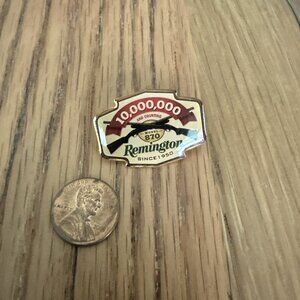 10,000,000
AND COUNTING
MODEL
870
Remington
SINCE 1950